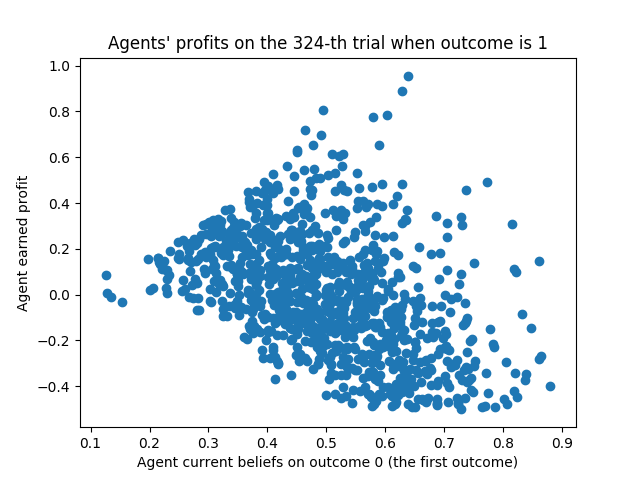 Agents' profits on the 324-th trial when outcome is 1
1.0
0.8
0.6
0.4
0.2
0.0
−0.2
−0.4
Agent earned profit
0.1 0.2 0.3 0.4 0.5 0.6 0.7 0.8 0.9
Agent current beliefs on outcome 0 (the first outcome)